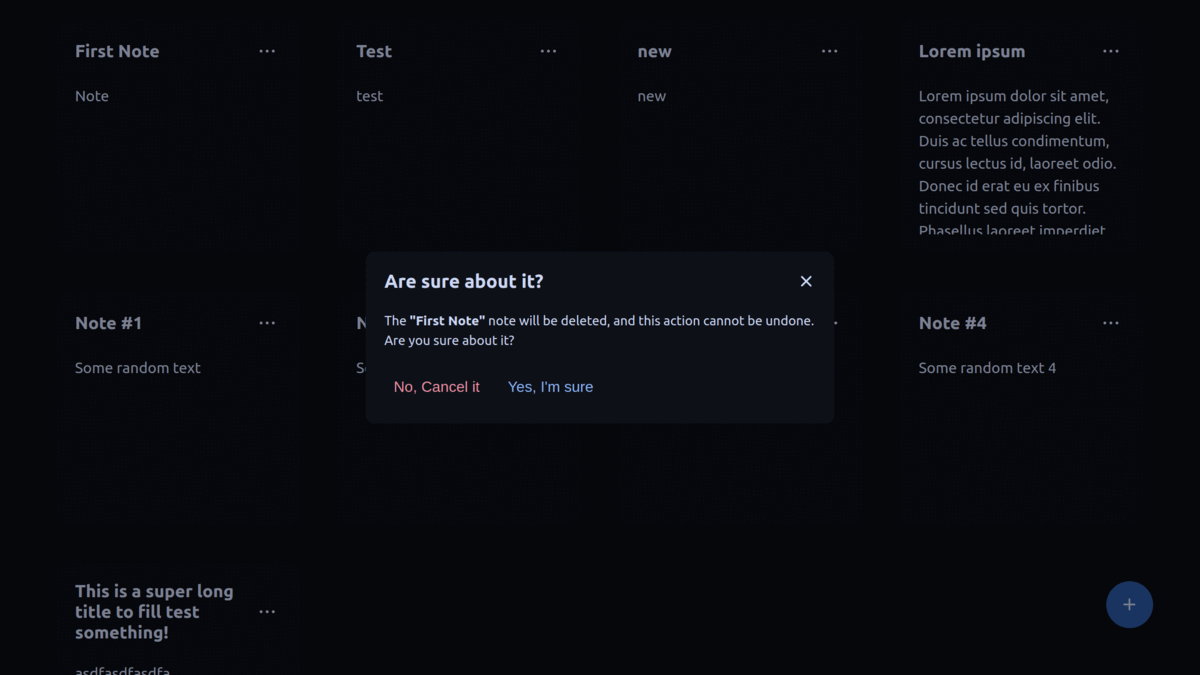 First Note
Test
new
Lorem ipsum
Note
test
new
Lorem ipsum dolor sit amet,
consectetur adipiscing elit.
Duis ac tellus condimentum,
cursus lectus id, laoreet odio.
Donec id erat eu ex finibus
tincidunt sed quis tortor.
Phasellus laoreet imperdiet
Are sure about it?
The "First Note" note will be deleted, and this action cannot be undone.
Are you sure about it?
No, Cancel it
Yes, I'm sure
Note #1
Note #4
Some random text
Some random text 4
This is a super long
title to fill test
something!
asdfasdfasdfa